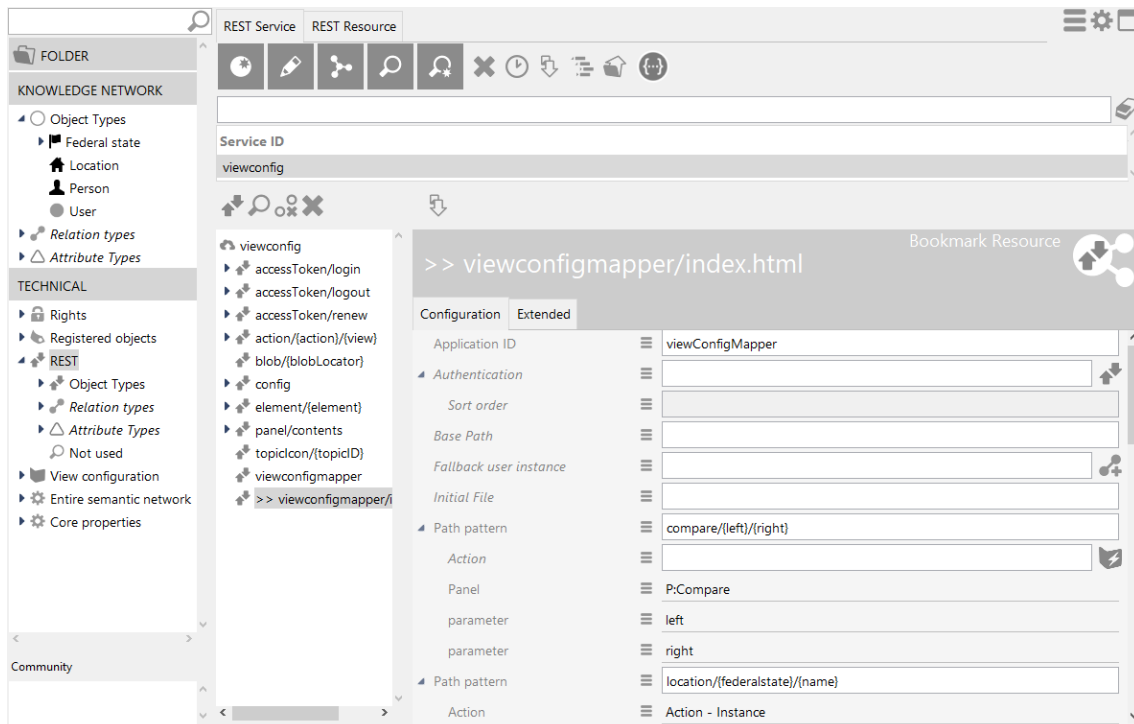 REST Service
REST Resource
FOLDER
KNOWLEDGE NETWORK
Object Types
Federal state
Location
Person
User
Relation types
Attribute Types
TECHNICAL
Rights
Registered objects
REST
Object Types
Relation types
Attribute Types
Not used
View configuration
Entire semantic network
Core properties
Community
Service ID
viewconfig
viewconfig
accessToken/login
accessToken/logout
accessToken/renew
action/{action}/{view}
blob/{blobLocator}
config
element/{element}
panel/contents
topicIcon/{topicID}
viewconfigmapper
>> viewconfigmapper/i
Bookmark Resource
>> viewconfigmapper/index.html
Configuration
Extended
Application ID
viewConfigMapper
Authentication
Sort order
Base Path
Fallback user instance
Initial File
Path pattern
compare/{left}/{right}
Action
Panel
P:Compare
parameter
left
parameter
right
Path pattern
location/{federalstate}/{name}
Action
Action - Instance